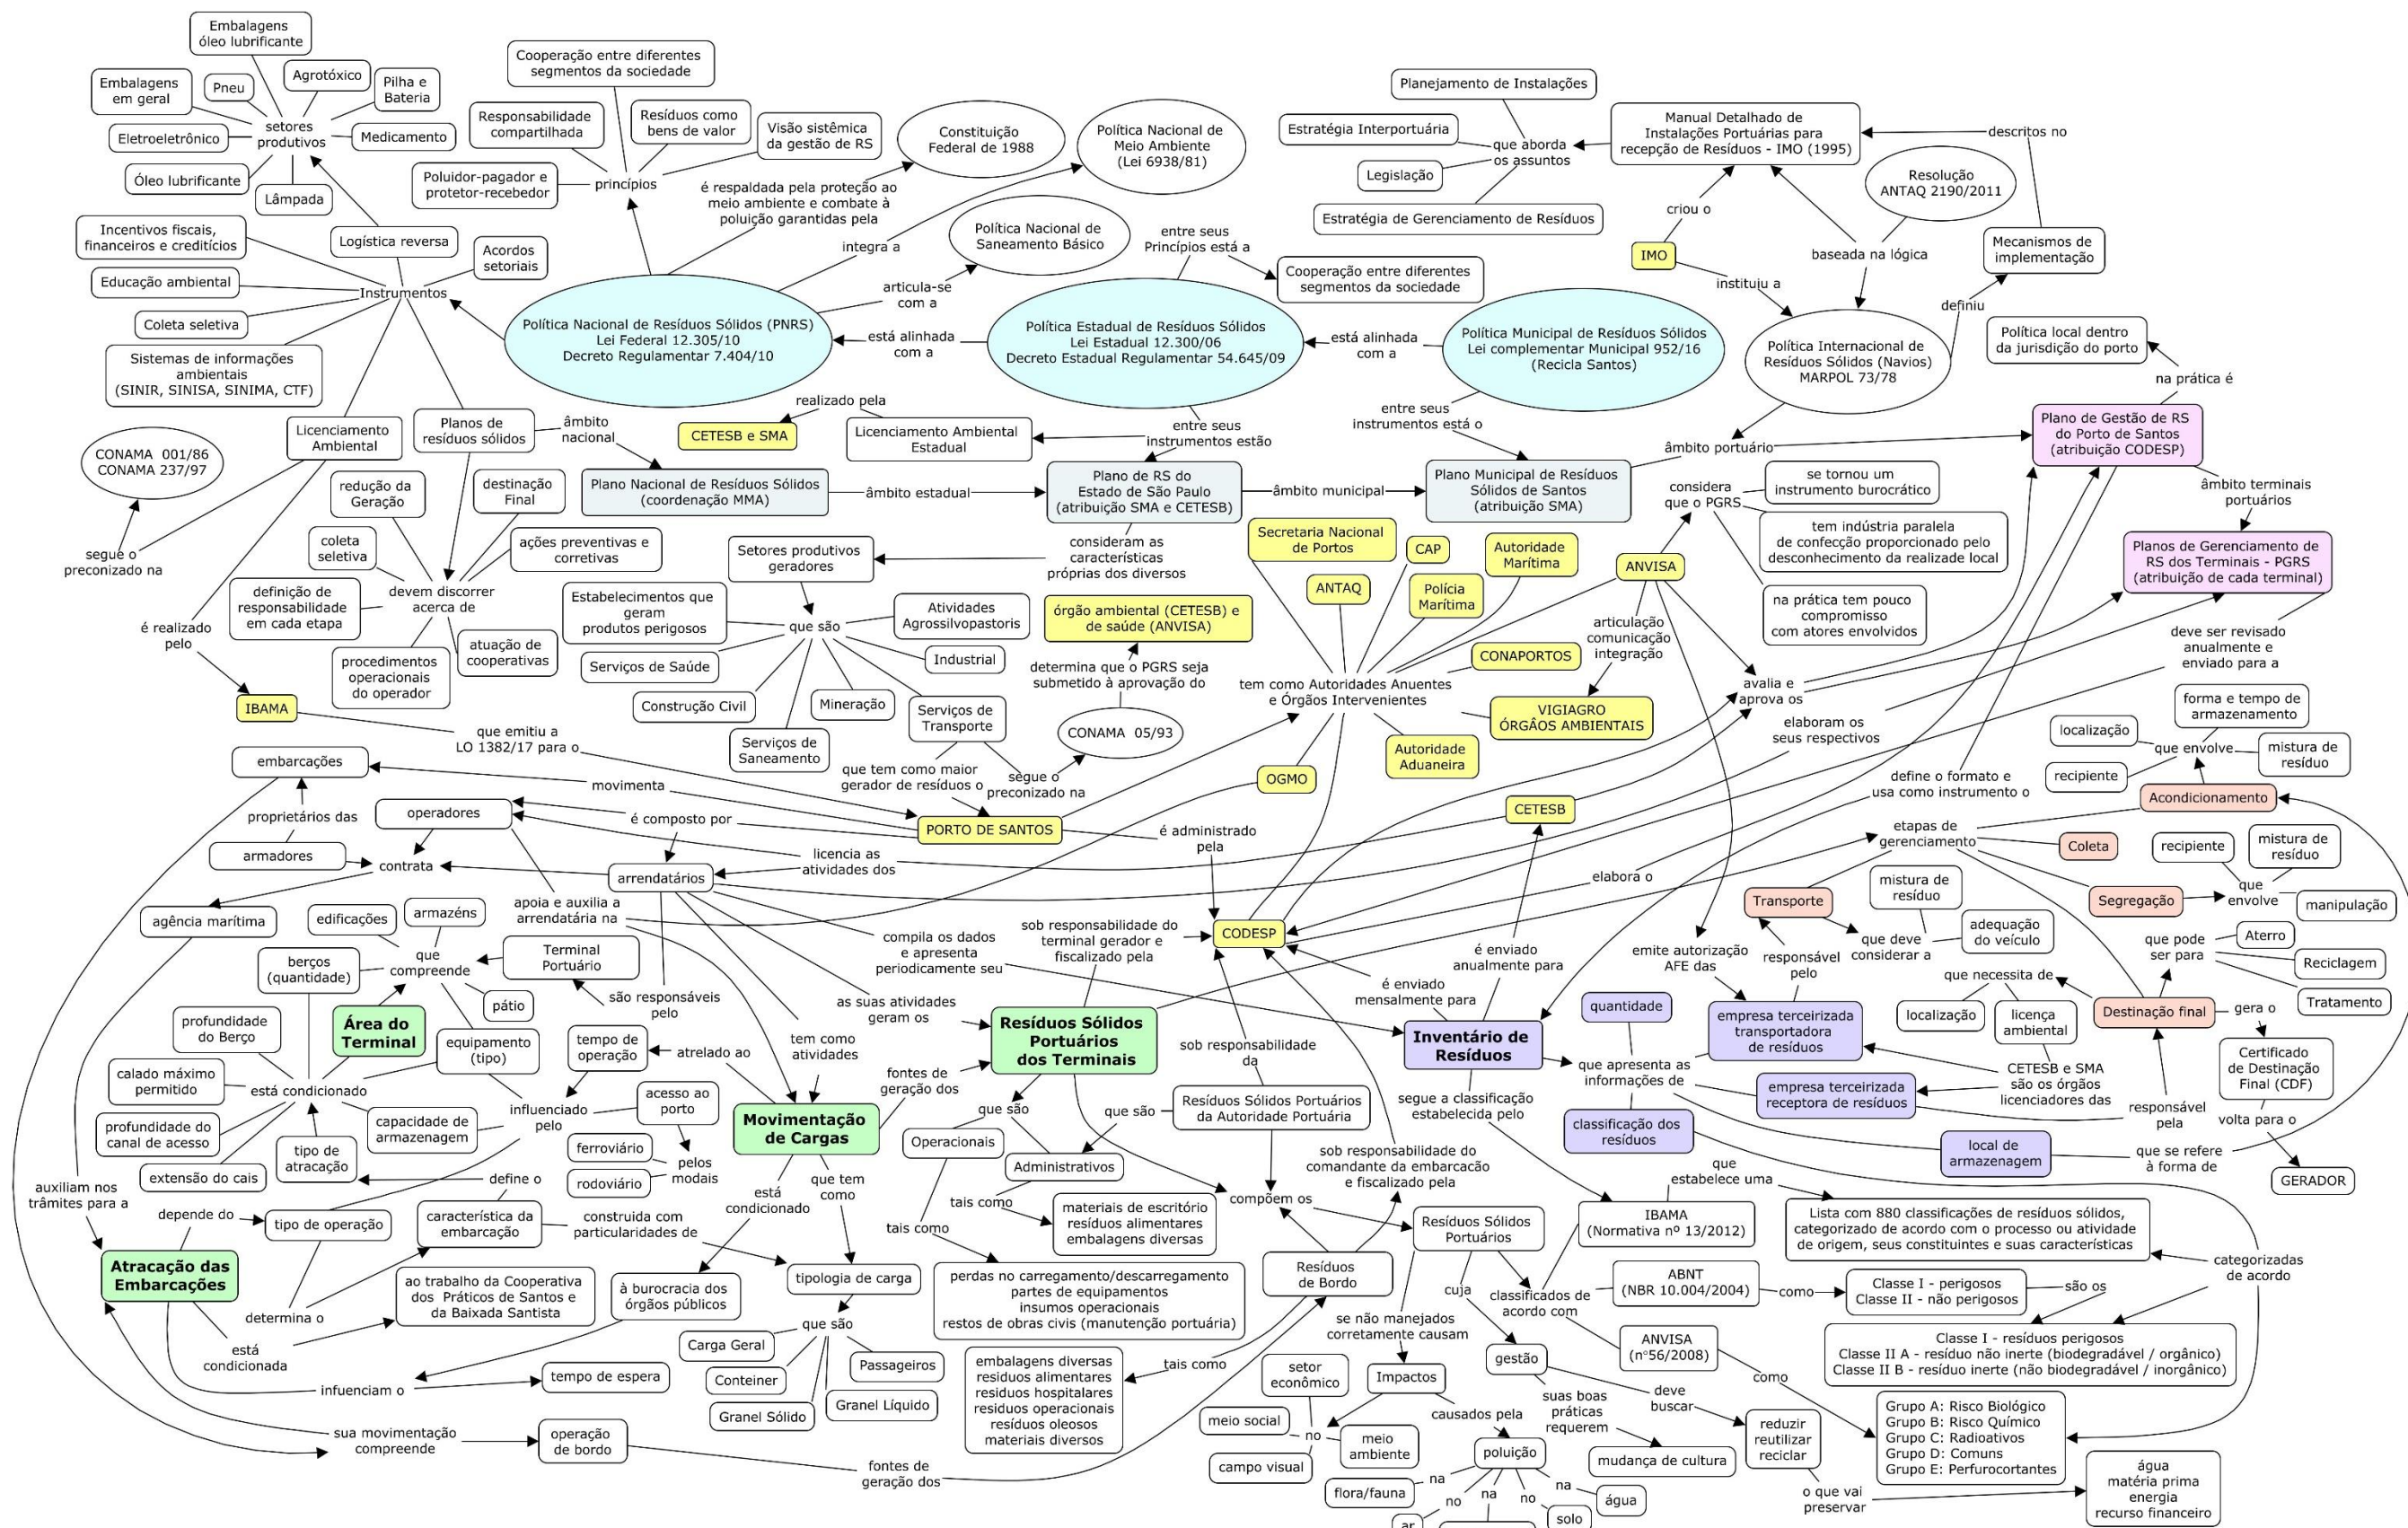 Embalagens
óleo lubrificante
Embalagens
em geral
Pneu
Agrotóxico
Pilha e
Bateria
Eletroeletrônico
setores
produtivos
Medicamento
Óleo lubrificante
Lâmpada
Cooperação entre diferentes
segmentos da sociedade
Responsabilidade
compartilhada
Resíduos como
bens de valor
Visão sistêmica
da gestão de RS
Poluidor-pagador e
protetor-recebedor
princípios
Constituição
Federal de 1988
Política Nacional de
Meio Ambiente
(Lei 6938/81)
é respaldada pela proteção ao
meio ambiente e combate à
poluição garantidas pela
Política Nacional de
Saneamento Básico
integra a
articula-se
com a
entre seus
Princípios está a
Cooperação entre diferentes
segmentos da sociedade
Planejamento de Instalações
Estratégia Interportuária
que aborda
os assuntos
Legislação
Estratégia de Gerenciamento de Resíduos
Manual Detalhado de
Instalações Portuárias para
recepção de Resíduos - IMO (1995)
descritos no
Resolução
ANTAQ 2190/2011
criou o
IMO
baseada na lógica
Mecanismos de
implementação
instituiu a
definiu
Incentivos fiscais,
financeiros e creditícios
Logística reversa
Acordos
setoriais
Educação ambiental
Instrumentos
Coleta seletiva
Sistemas de informações
ambientais
(SINIR, SINISA, SINIMA, CTF)
Política Nacional de Resíduos Sólidos (PNRS)
Lei Federal 12.305/10
Decreto Regulamentar 7.404/10
está alinhada
com a
Política Estadual de Resíduos Sólidos
Lei Estadual 12.300/06
Decreto Estadual Regulamentar 54.645/09
está alinhada
com a
Política Municipal de Resíduos Sólidos
Lei complementar Municipal 952/16
(Recicla Santos)
Política Internacional de
Resíduos Sólidos (Navios)
MARPOL 73/78
Política local dentro
da jurisdição do porto
na prática é
Licenciamento
Ambiental
Planos de
resíduos sólidos
âmbito
nacional
realizado pela
CETESB e SMA
Licenciamento Ambiental
Estadual
entre seus
instrumentos estão
entre seus
instrumentos está o
âmbito portuário
Plano de Gestão de RS
do Porto de Santos
(atribuição CODESP)
CONAMA 001/86
CONAMA 237/97
Plano Nacional de Resíduos Sólidos
(coordenação MMA)
âmbito estadual
Plano de RS do
Estado de São Paulo
(atribuição SMA e CETESB)
âmbito municipal
Plano Municipal de Resíduos
Sólidos de Santos
(atribuição SMA)
considera
que o PGRS
se tornou um
instrumento burocrático
tem indústria paralela
de confecção proporcionado pelo
desconhecimento da realizade local
na prática tem pouco
compromisso
com atores envolvidos
âmbito terminais
portuários
Planos de Gerenciamento de
RS dos Terminais - PGRS
(atribuição de cada terminal)
segue o
preconizado na
redução da
Geração
destinação
Final
coleta
seletiva
ações preventivas e
corretivas
definição de
responsabilidade
em cada etapa
devem discorrer
acerca de
procedimentos
operacionais
do operador
atuação de
cooperativas
é realizado
pelo
IBAMA
Setores produtivos
geradores
consideram as
características
próprias dos diversos
Estabelecimentos que
geram
produtos perigosos
que são
Atividades
Agrossilvopastoris
Serviços de Saúde
Industrial
Construção Civil
Mineração
Serviços de
Saneamento
Serviços de
Transporte
órgão ambiental (CETESB) e
de saúde (ANVISA)
determina que o PGRS seja
submetido à aprovação do
CONAMA 05/93
segue o
preconizado na
que tem como maior
gerador de resíduos o
Secretaria Nacional
de Portos
CAP
Autoridade
Marítima
ANTAQ
Polícia
Marítima
ANVISA
articulação
comunicação
integração
CONAPORTOS
tem como Autoridades Anuentes
e Órgãos Intervenientes
VIGIAGRO
ÓRGÂOS AMBIENTAIS
Autoridade
Aduaneira
OGMO
avalia e
aprova os
deve ser revisado
anualmente e
enviado para a
elaboram os
seus respectivos
define o formato e
usa como instrumento o
forma e tempo de
armazenamento
localização
que envolve
mistura de
resíduo
recipiente
Acondicionamento
que emitiu a
LO 1382/17 para o
embarcações
movimenta
proprietários das
operadores
é composto por
PORTO DE SANTOS
é administrado
pela
CETESB
armadores
contrata
arrendatários
licencia as
atividades dos
elabora o
etapas de
gerenciamento
Coleta
recipiente
mistura de
resíduo
que
envolve
manipulação
Segregação
Transporte
mistura de
resíduo
adequação
do veículo
que deve
considerar a
responsável
pelo
agência marítima
edificações
armazéns
apoia e auxilia a
arrendatária na
berços
(quantidade)
que
compreende
Terminal
Portuário
pátio
são responsáveis
pelo
compila os dados
e apresenta
periodicamente seu
sob responsabilidade do
terminal gerador e
fiscalizado pela
CODESP
é enviado
anualmente para
é enviado
mensalmente para
emite autorização
AFE das
que pode
ser para
Aterro
Reciclagem
Tratamento
que necessita de
localização
licença
ambiental
Destinação final
gera o
Certificado
de Destinação
Final (CDF)
volta para o
GERADOR
CETESB e SMA
são os órgãos
licenciadores das
responsável
pela
Área do
Terminal
profundidade
do Berço
equipamento
(tipo)
calado máximo
permitido
está condicionado
profundidade do
canal de acesso
capacidade de
armazenagem
tipo de
atracação
extensão do cais
tempo de
operação
atrelado ao
influenciado
pelo
acesso ao
porto
ferroviário
rodoviário
pelos
modais
as suas atividades
geram os
tem como
atividades
Movimentação
de Cargas
fontes de
geração dos
Resíduos Sólidos
Portuários
dos Terminais
que são
Operacionais
Administrativos
que são
sob responsabilidade
da
Resíduos Sólidos Portuários
da Autoridade Portuária
Inventário de
Resíduos
quantidade
que apresenta as
informações de
empresa terceirizada
transportadora
de resíduos
empresa terceirizada
receptora de resíduos
classificação dos
resíduos
local de
armazenagem
que se refere
à forma de
segue a classificação
estabelecida pelo
sob responsabilidade do
comandante da embarcacão
e fiscalizado pela
auxiliam nos
trâmites para a
depende do
tipo de operação
define o
característica da
embarcação
construida com
particularidades de
está
condicionado
que tem
como
tais como
tais como
materiais de escritório
resíduos alimentares
embalagens diversas
compõem os
Resíduos Sólidos
Portuários
IBAMA
(Normativa nº 13/2012)
que
estabelece uma
Lista com 880 classificações de resíduos sólidos,
categorizado de acordo com o processo ou atividade
de origem, seus constituintes e suas características
categorizadas
de acordo
Atracação das
Embarcações
ao trabalho da Cooperativa
dos Práticos de Santos e
da Baixada Santista
determina o
está
condicionada
à burocracia dos
órgãos públicos
tipologia de carga
que são
Carga Geral
Conteiner
Granel Sólido
Granel Líquido
Passageiros
perdas no carregamento/descarregamento
partes de equipamentos
insumos operacionais
restos de obras civis (manutenção portuária)
Resíduos
de Bordo
cuja
classificados de
acordo com
ABNT
(NBR 10.004/2004)
como
Classe I - perigosos
Classe II - não perigosos
são os
Classe I - resíduos perigosos
Classe II A - resíduo não inerte (biodegradável / orgânico)
Classe II B - resíduo inerte (não biodegradável / inorgânico)
ANVISA
(n°56/2008)
como
se não manejados
corretamente causam
gestão
Impactos
setor
econômico
meio social
no
meio
ambiente
campo visual
causados pela
poluição
na
flora/fauna
no
ar
na
no
solo
na
água
suas boas
práticas
requerem
mudança de cultura
deve
buscar
reduzir
reutilizar
reciclar
o que vai
preservar
Grupo A: Risco Biológico
Grupo B: Risco Químico
Grupo C: Radioativos
Grupo D: Comuns
Grupo E: Perfurocortantes
água
matéria prima
energia
recurso financeiro
infuenciam o
tempo de espera
embalagens diversas
residuos alimentares
residuos hospitalares
residuos operacionais
resíduos oleosos
materiais diversos
tais como
sua movimentação
compreende
operação
de bordo
fontes de
geração dos